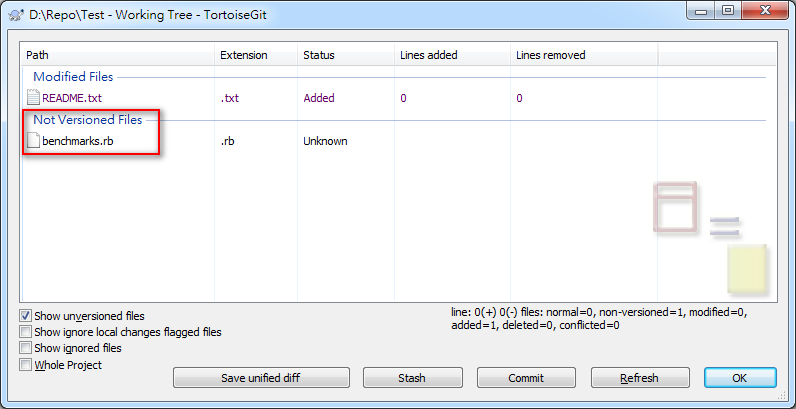 D:\Repo\Test - Working Tree - TortoiseGit
Path Extension Status Lines added Lines removed
Modified Files
README.txt .txt Added 0 0
Not Versioned Files
benchmarks.rb .rb Unknown
Show unversioned files
Show ignore local changes flagged files
Show ignored files
Whole Project
line: 0(+) 0(-) files: normal=0, non-versioned=1, modified=0,
added=1, deleted=0, conflicted=0
Save unified diff Stash Commit Refresh OK